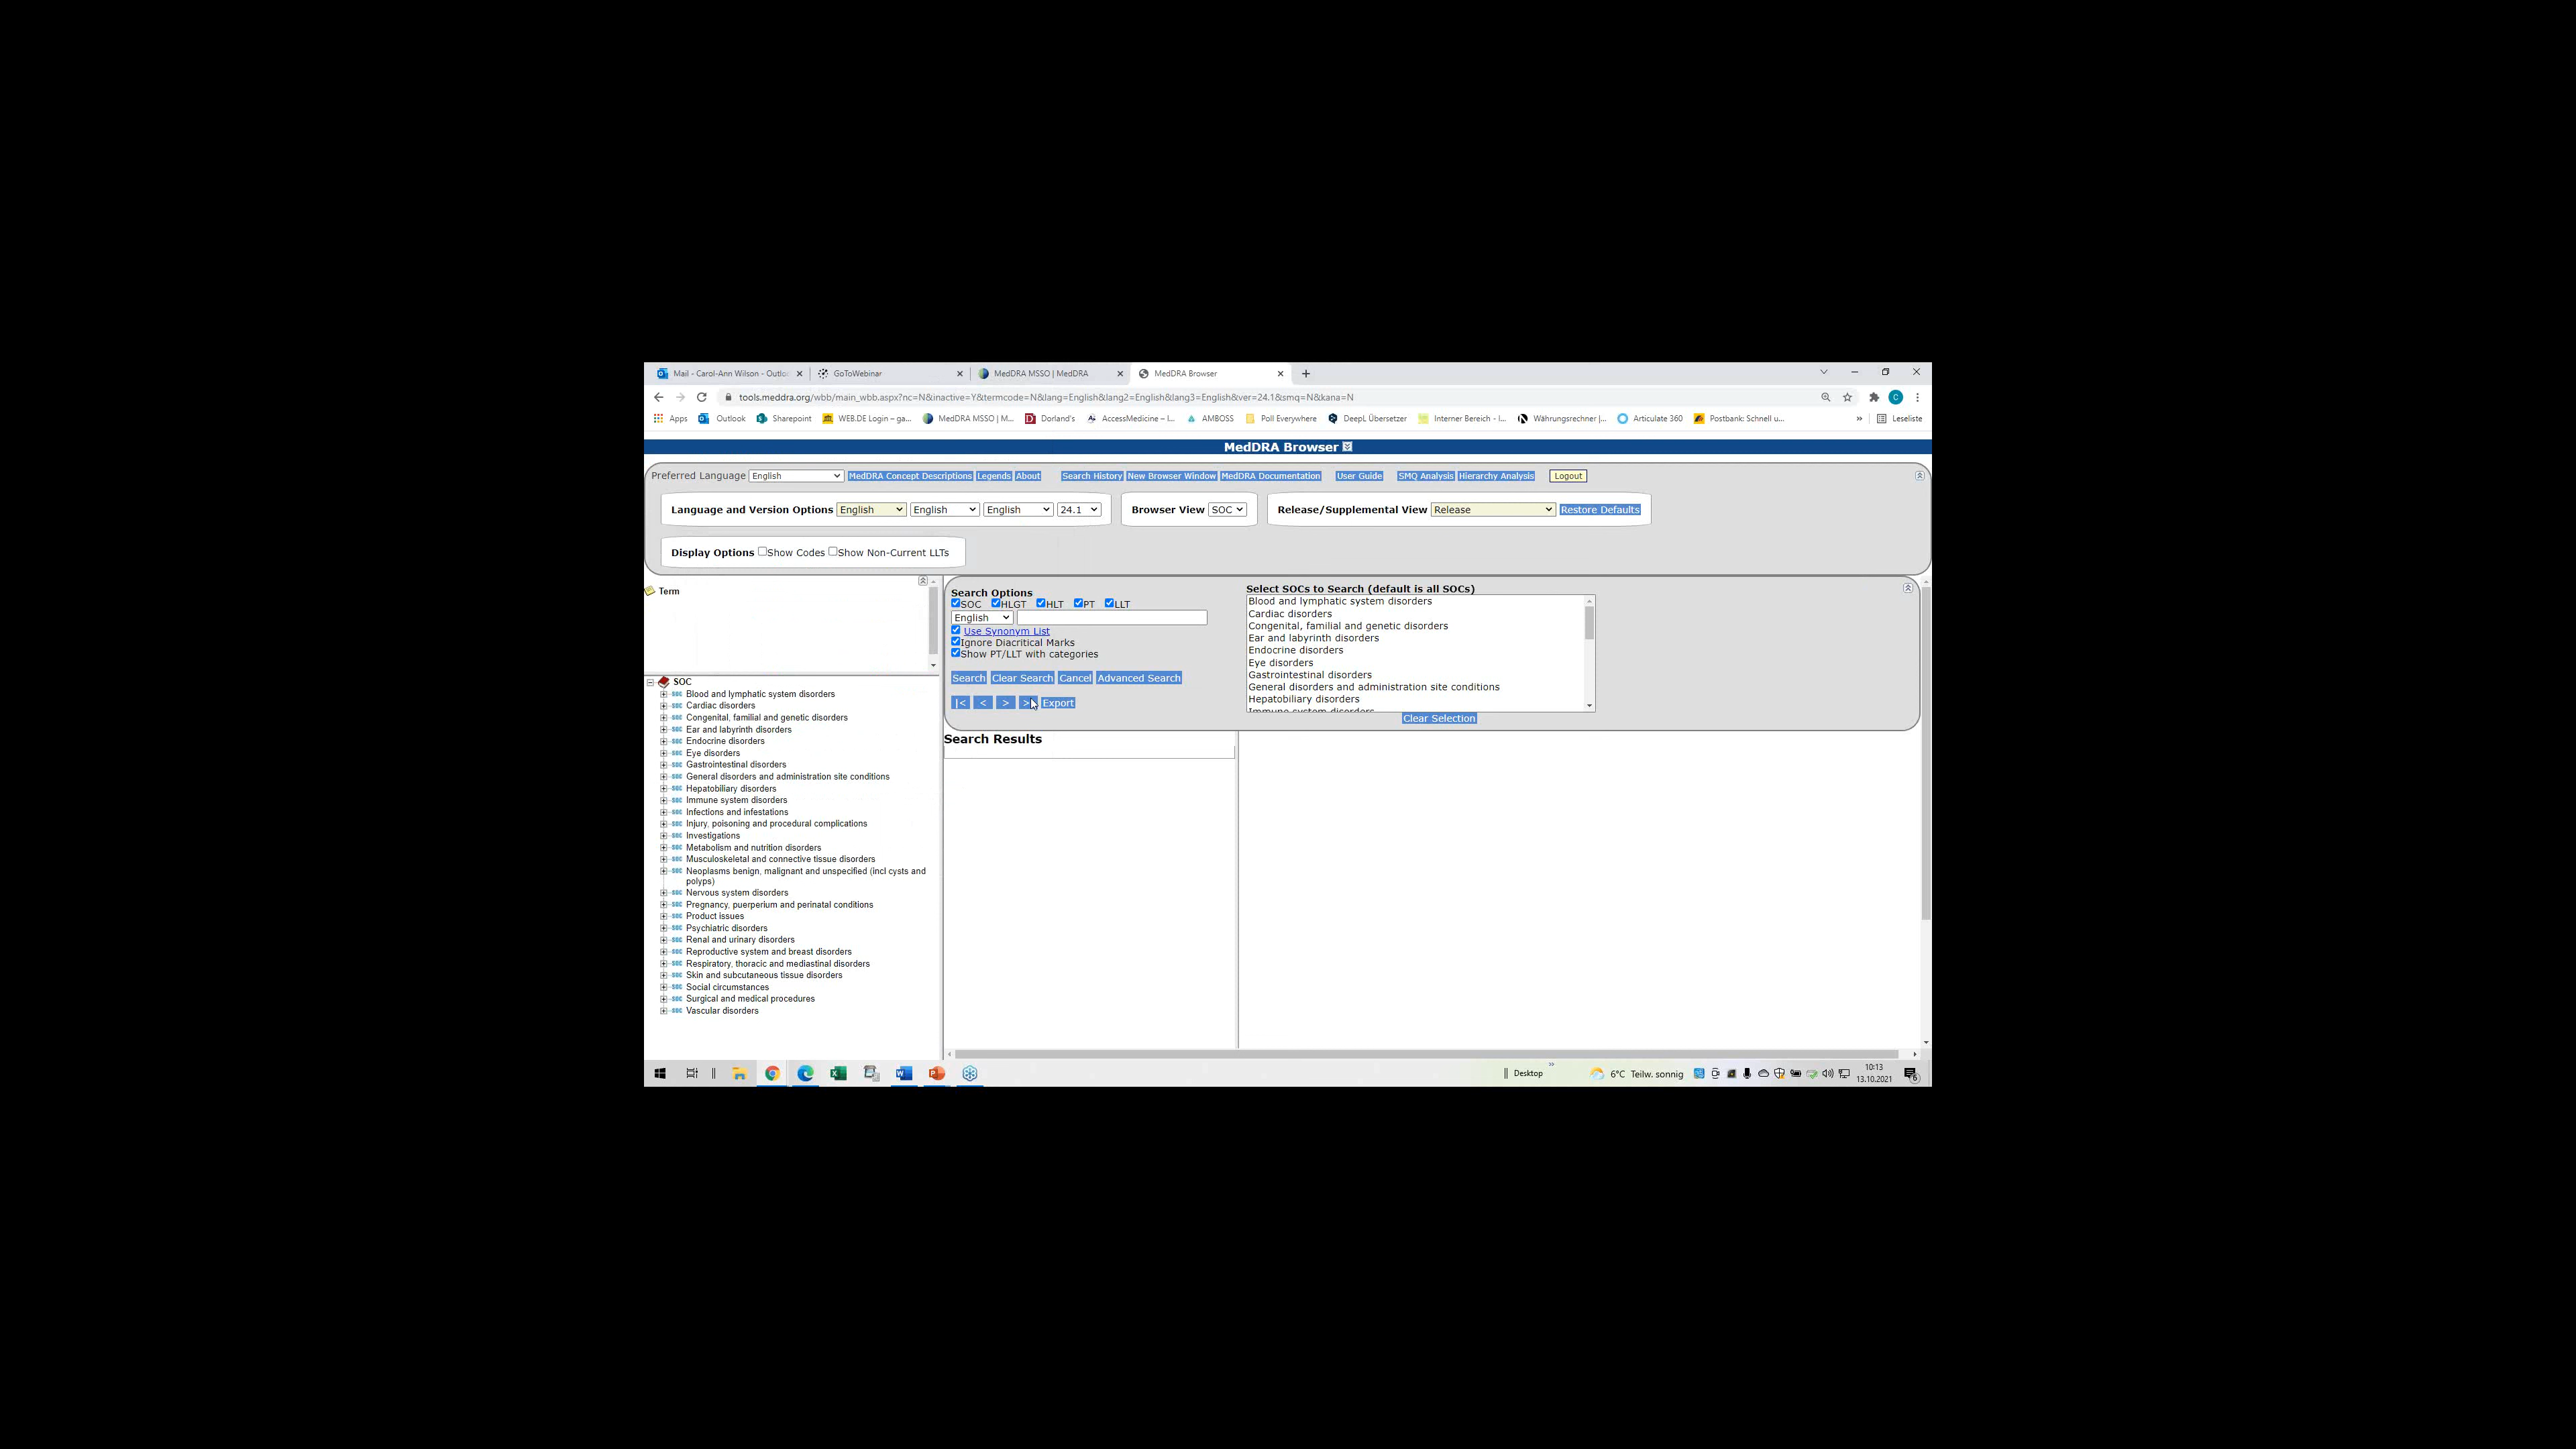 Mail - Carol-Ann Wilson - Outlo
GoToWebinar
MedDRA MSSO | MedDRA
MedDRA Browser
tools.meddra.org/wbb/main_wbb.aspx?nc=N&inactive=Y&termcode=N&lang=English&lang2=English&lang3=English&ver=24.1&smq=N&kana=N
Apps Outlook Sharepoint WEB.DE Login – ga... MedDRA MSSO | M... Dorland's AccessMedicine – I... AMBOSS Poll Everywhere DeepL Übersetzer Interner Bereich - I... Währungsrechner |... Articulate 360 Postbank: Schnell u... » Leseliste
MedDRA Browser
Preferred Language English MedDRA Concept Descriptions Legends About Search History New Browser Window MedDRA Documentation User Guide SMQ Analysis Hierarchy Analysis Logout
Language and Version Options English English English 24.1 Browser View SOC Release/Supplemental View Release Restore Defaults
Display Options Show Codes Show Non-Current LLTs
Term
SOC
Blood and lymphatic system disorders
Cardiac disorders
Congenital, familial and genetic disorders
Ear and labyrinth disorders
Endocrine disorders
Eye disorders
Gastrointestinal disorders
General disorders and administration site conditions
Hepatobiliary disorders
Immune system disorders
Infections and infestations
Injury, poisoning and procedural complications
Investigations
Metabolism and nutrition disorders
Musculoskeletal and connective tissue disorders
Neoplasms benign, malignant and unspecified (incl cysts and
polyps)
Nervous system disorders
Pregnancy, puerperium and perinatal conditions
Product issues
Psychiatric disorders
Renal and urinary disorders
Reproductive system and breast disorders
Respiratory, thoracic and mediastinal disorders
Skin and subcutaneous tissue disorders
Social circumstances
Surgical and medical procedures
Vascular disorders
Search Options
SOC HLGT HLT PT LLT
English
Use Synonym List
Ignore Diacritical Marks
Show PT/LLT with categories
Search Clear Search Cancel Advanced Search
|< < > > Export
Search Results
Select SOCs to Search (default is all SOCs)
Blood and lymphatic system disorders
Cardiac disorders
Congenital, familial and genetic disorders
Ear and labyrinth disorders
Endocrine disorders
Eye disorders
Gastrointestinal disorders
General disorders and administration site conditions
Hepatobiliary disorders
Immune system disorders
Clear Selection
Desktop » 6°C Teilw. sonnig
10:13
13.10.2021